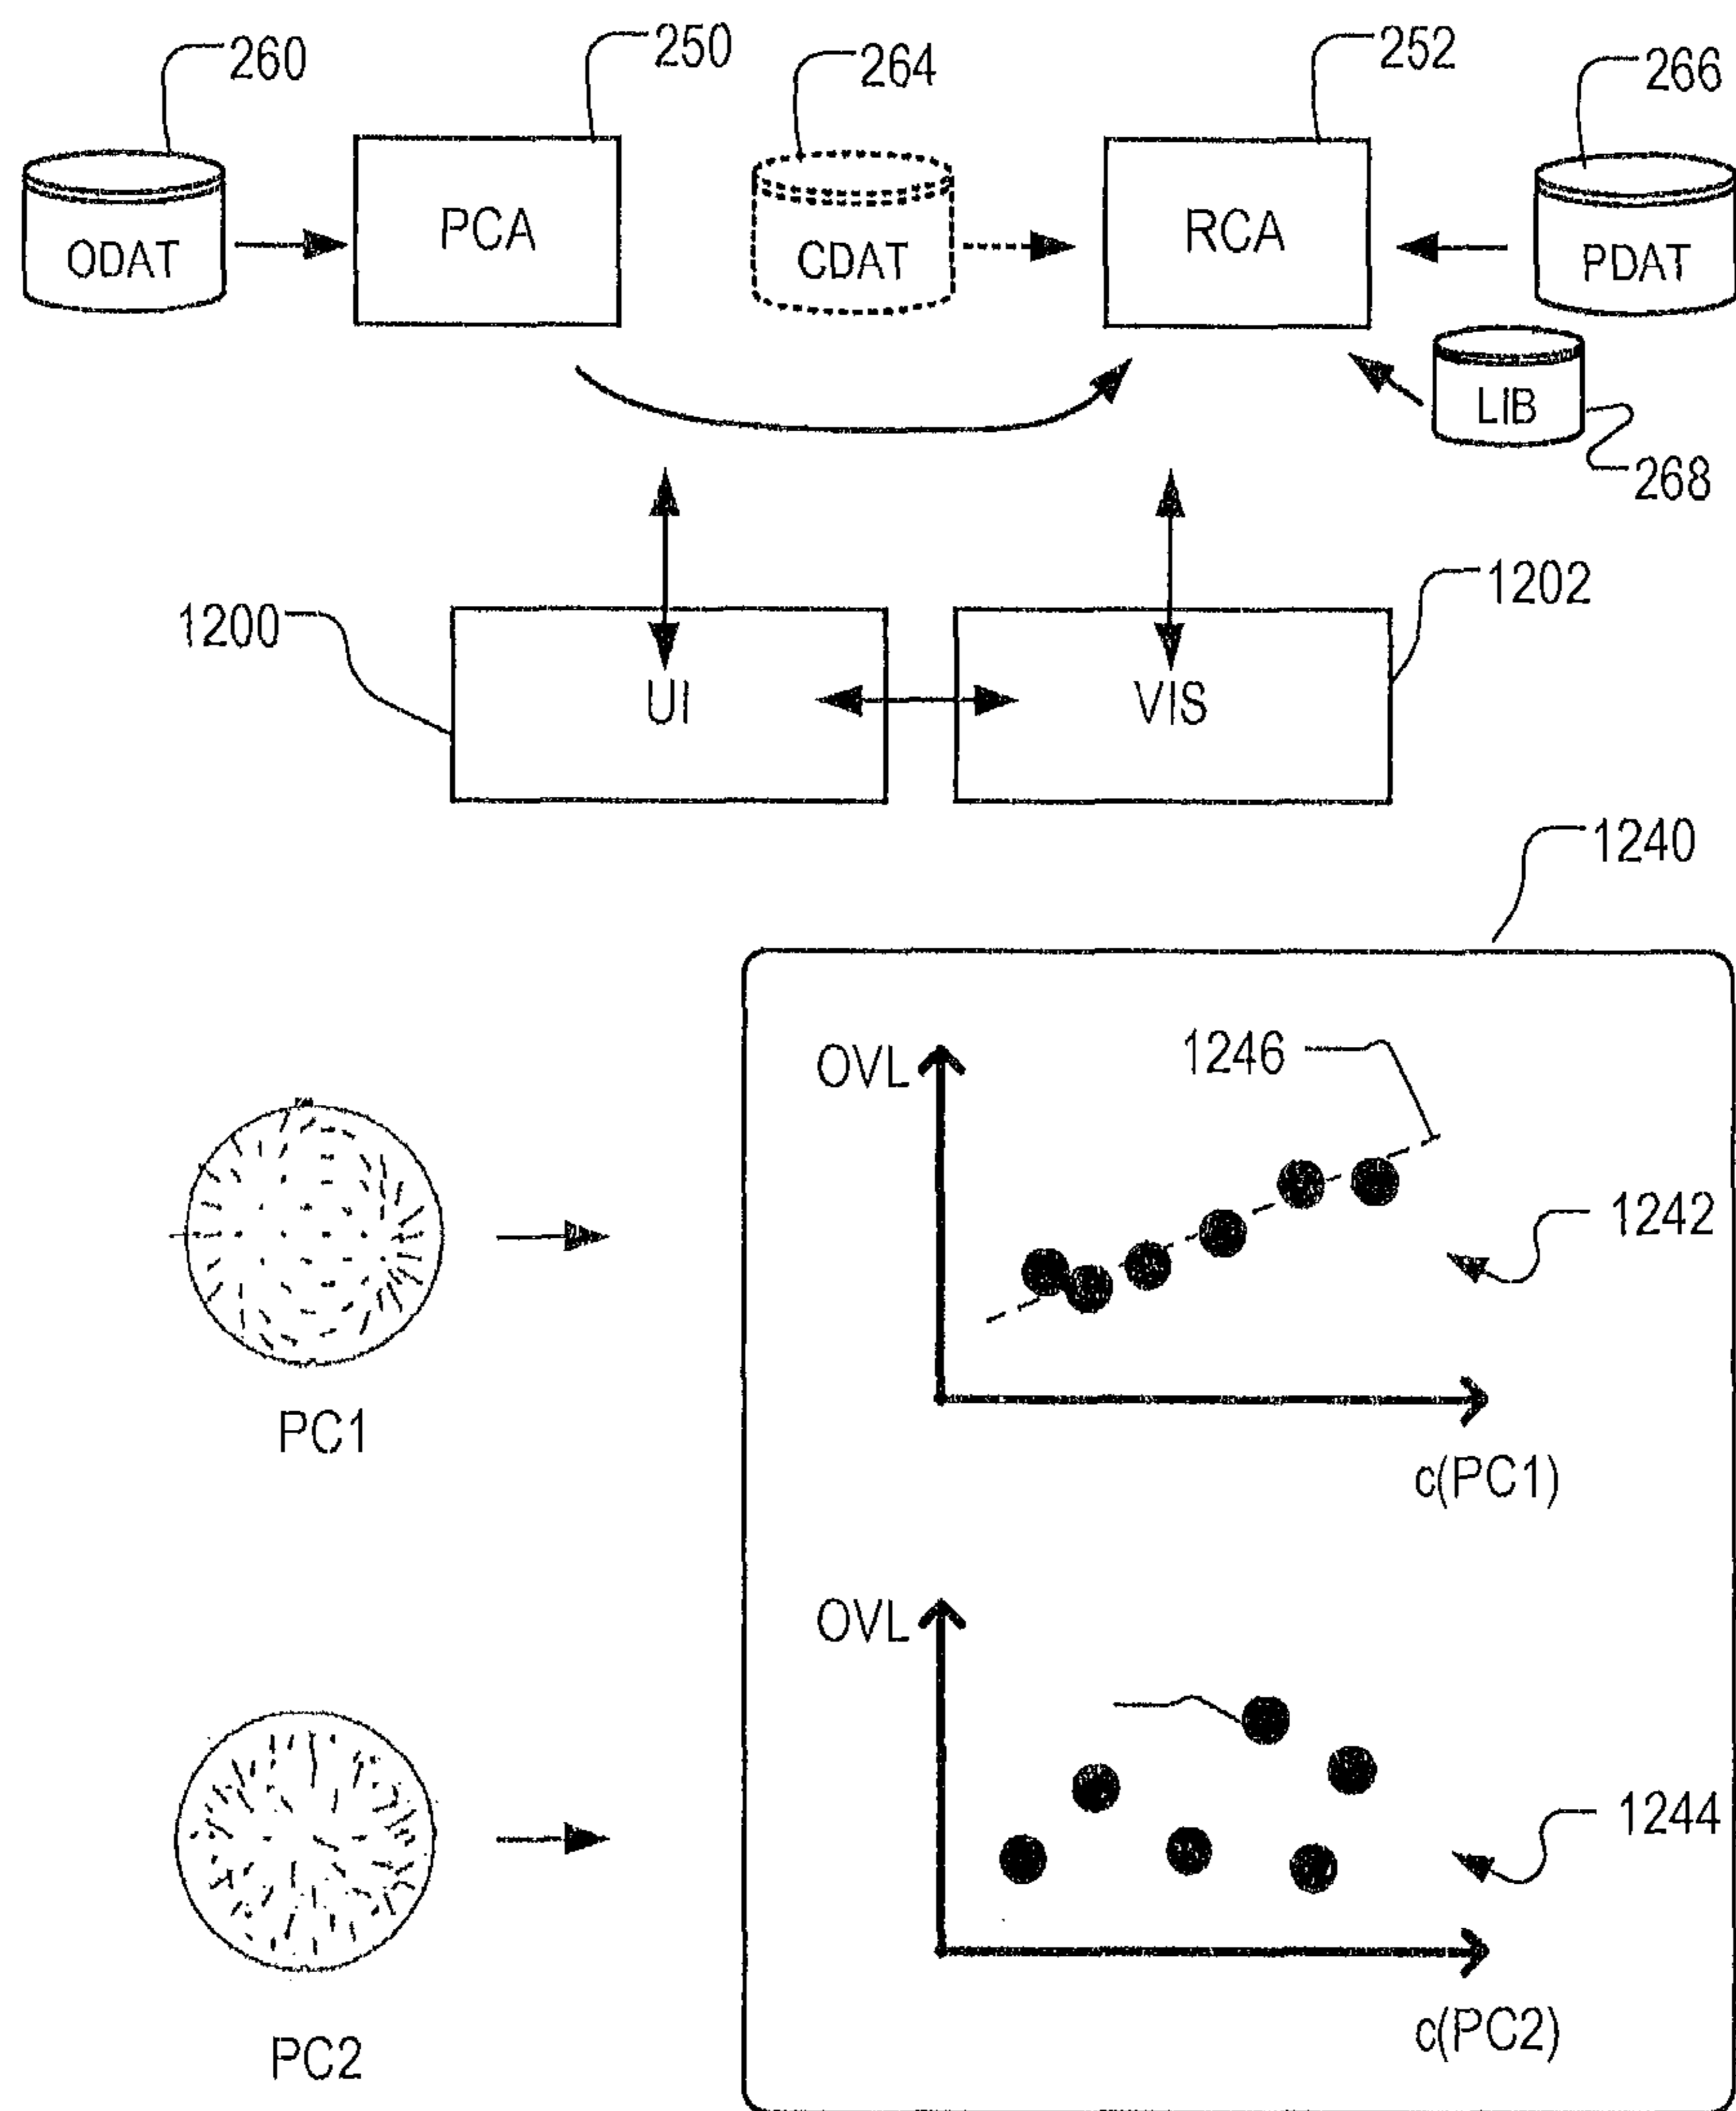 260
250
264
252
266
ODAT
PCA
CDAT
RCA
PDAT
LIB
268
1200
1202
UI
VIS
1240
OVL
1246
1242
PC1
c(PC1)
OVL
1244
PC2
c(PC2)